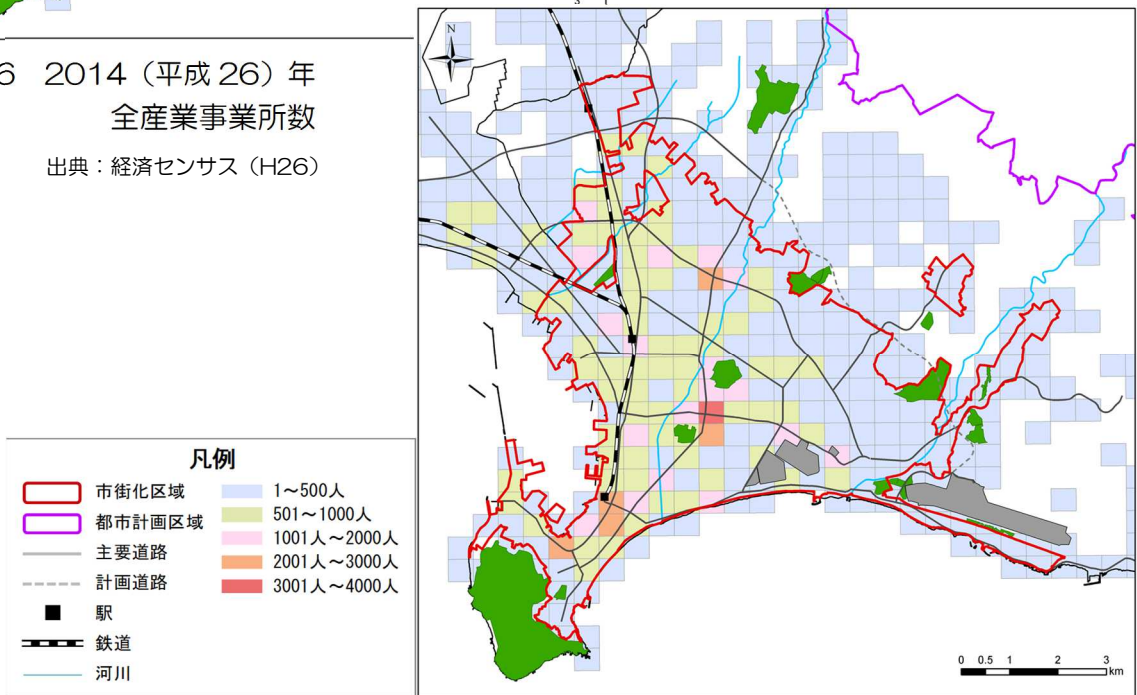 6 2014（平成 26）年
全産業事業所数
出典：経済センサス（H26）
N
凡例
市街化区域
都市計画区域
主要道路
計画道路
駅
鉄道
河川
1～500人
501～1000人
1001人～2000人
2001人～3000人
3001人～4000人
0 0.5 1 2 3
km